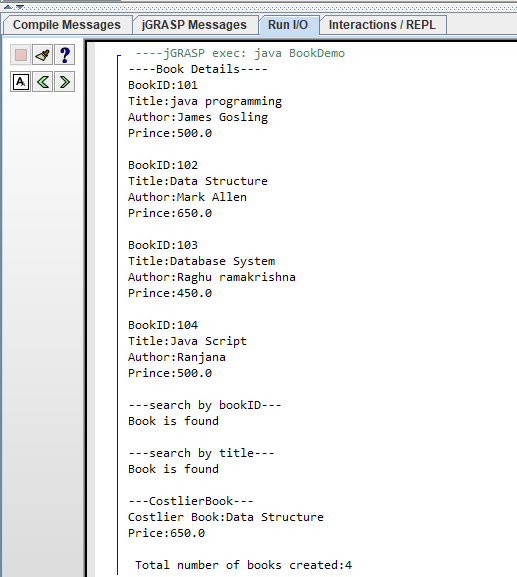 Compile Messages
jGRASP Messages
Run I/O
Interactions / REPL
A
?
----jGRASP exec: java BookDemo
----Book Details----
BookID:101
Title:java programming
Author:James Gosling
Prince:500.0
BookID:102
Title:Data Structure
Author:Mark Allen
Prince:650.0
BookID:103
Title:Database System
Author:Raghu ramakrishna
Prince:450.0
BookID:104
Title:Java Script
Author:Ranjana
Prince:500.0
---search by bookID---
Book is found
---search by title---
Book is found
---CostlierBook---
Costlier Book:Data Structure
Price:650.0
Total number of books created:4